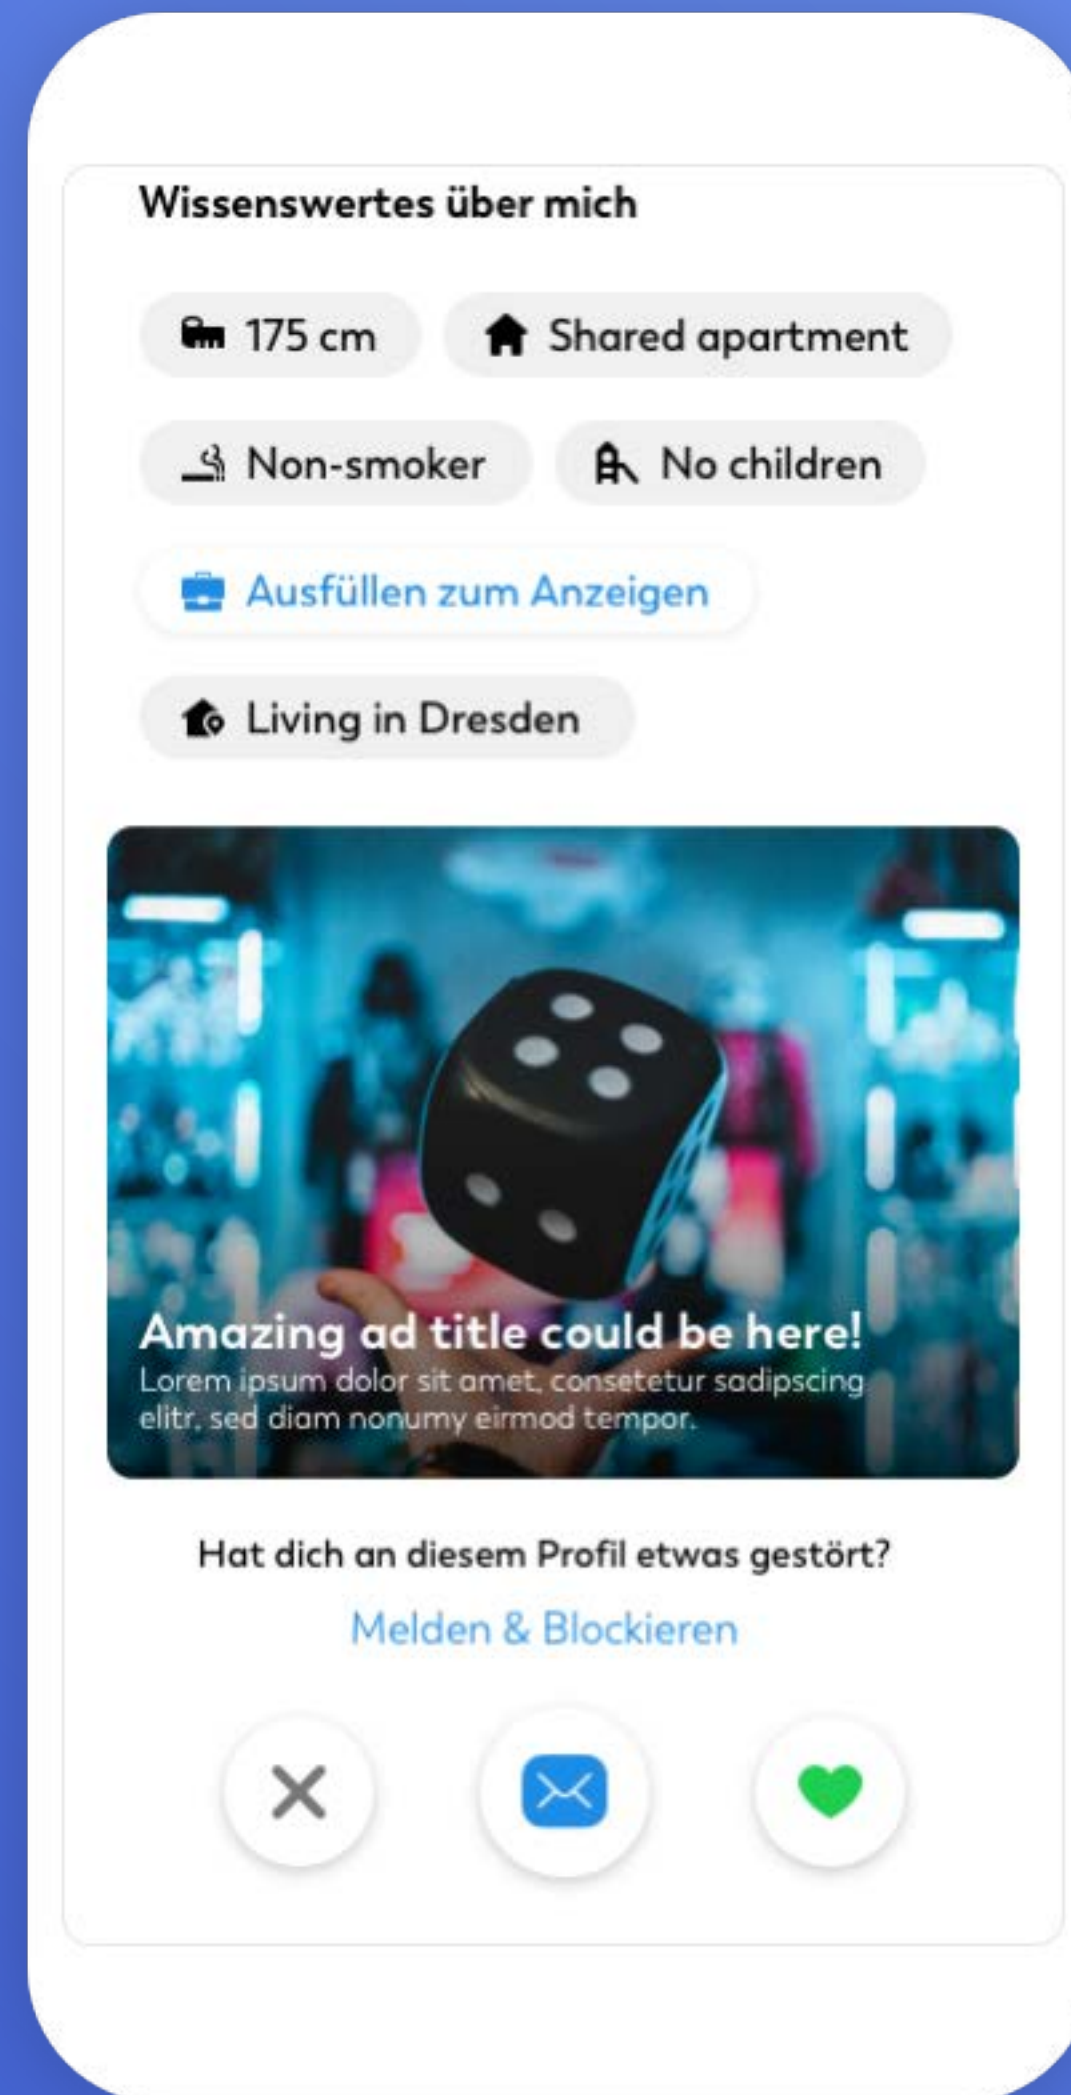 Wissenswertes über mich
175 cm
Shared apartment
Non-smoker
No children
Ausfüllen zum Anzeigen
Living in Dresden
Amazing ad title could be here!
Lorem ipsum dolor sit amet, consetetur sadipscing
elitr, sed diam nonumy eirmod tempor.
Hat dich an diesem Profil etwas gestört?
Melden & Blockieren